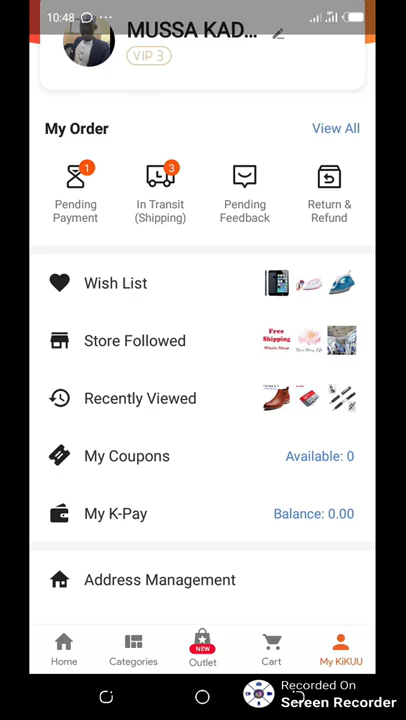 10:48
MUSSA KAD...
VIP 3
My Order
View All
1
3
Pending
Payment
In Transit
(Shipping)
Pending
Feedback
Return &
Refund
Wish List
Store Followed
Free
Shipping
Recently Viewed
My Coupons
Available: 0
My K-Pay
Balance: 0.00
Address Management
NEW
Home
Categories
Outlet
Cart
My KiKUU
Recorded On
Screen Recorder